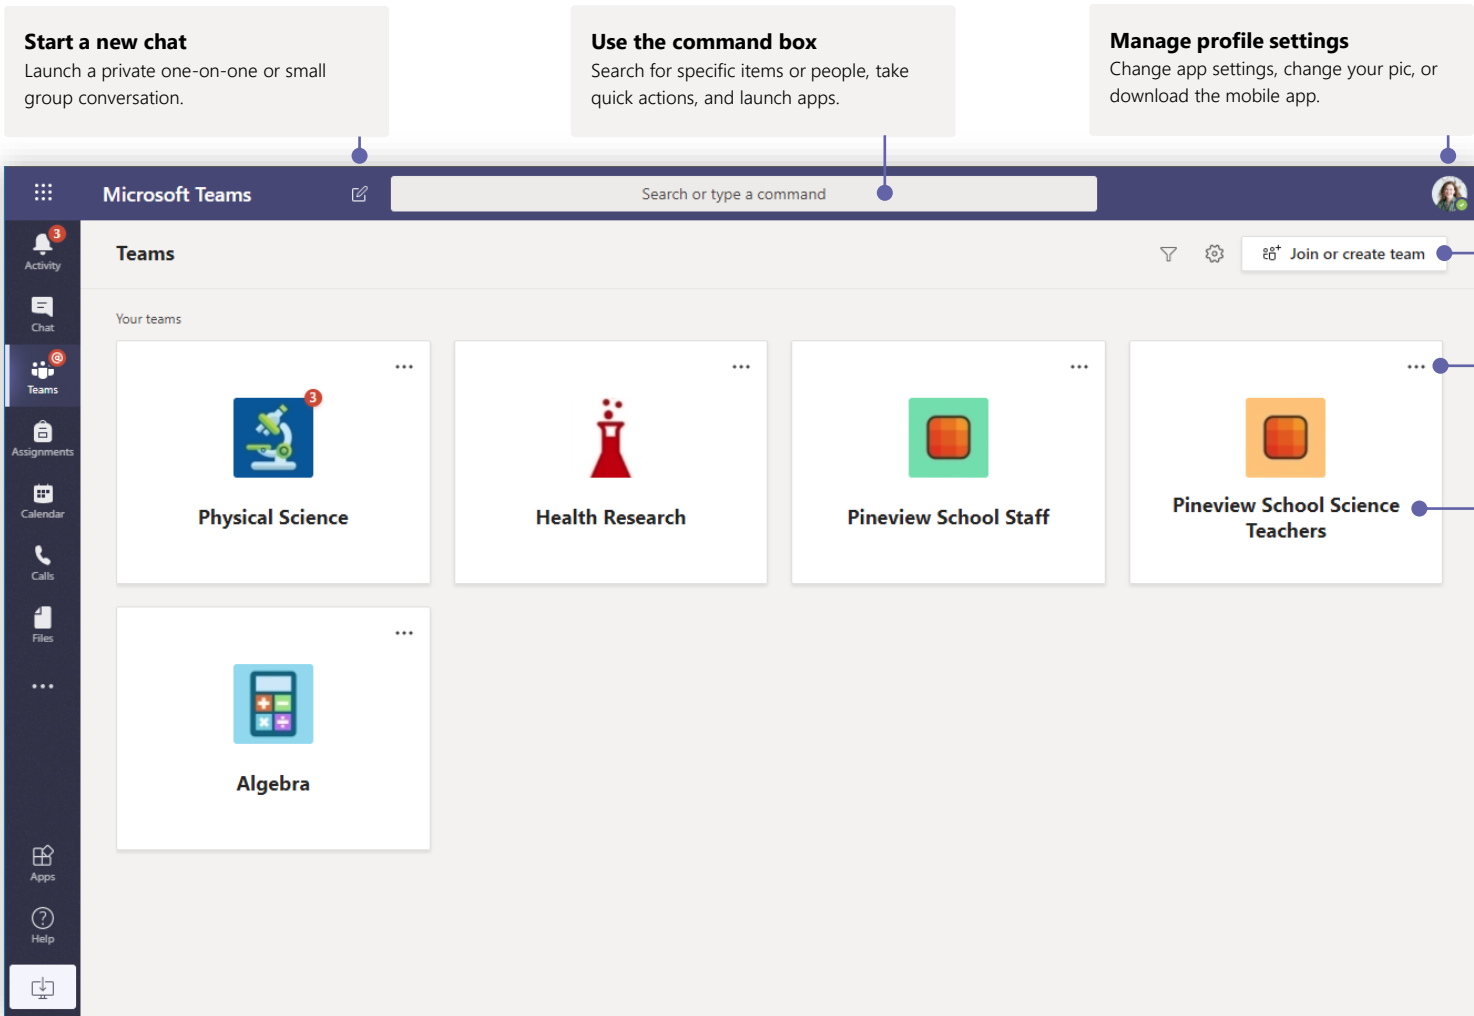 Start a new chat
Launch a private one-on-one or small
group conversation.
Use the command box
Search for specific items or people, take
quick actions, and launch apps.
Manage profile settings
Change app settings, change your pic, or
download the mobile app.
Microsoft Teams
Search or type a command
3
Activity
Chat
@
Teams
Assignments
Calendar
Calls
Files
Apps
Help
Teams
Join or create team
Your teams
3
Physical Science
Health Research
Pineview School Staff
Pineview School Science
Teachers
Algebra